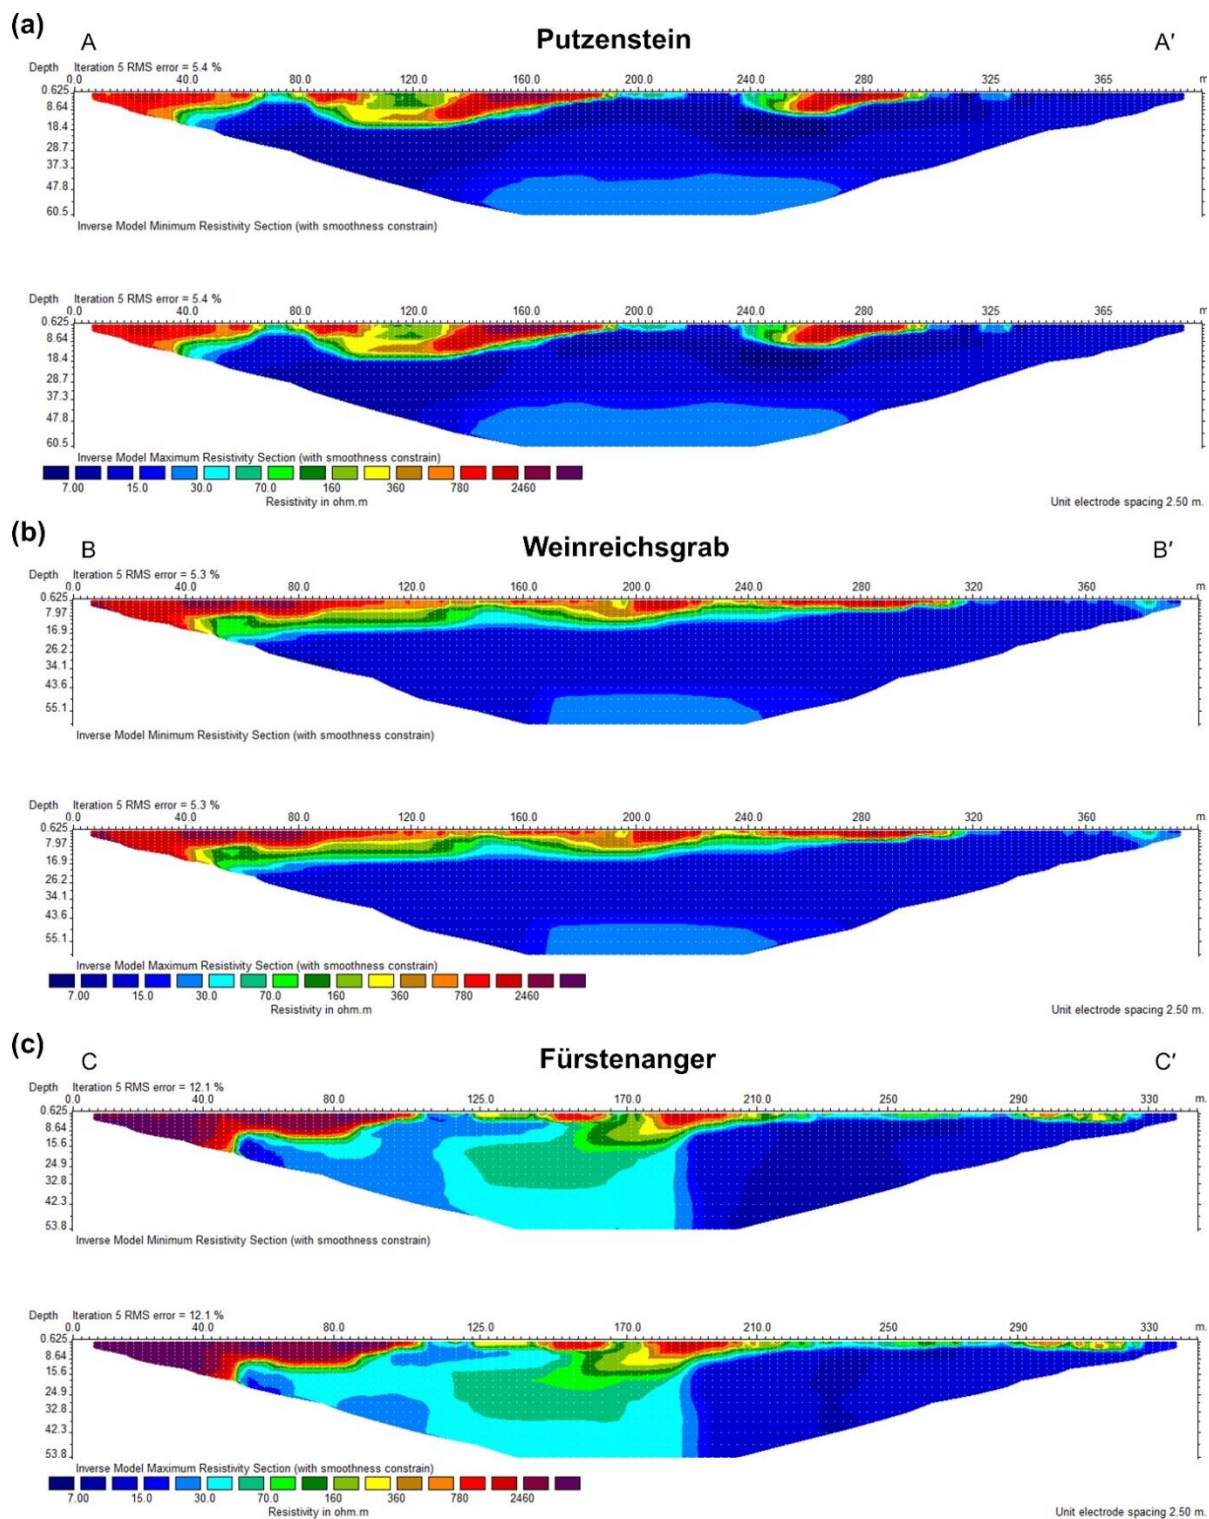 (a)
A Putzenstein A′
Depth Iteration 5 RMS error = 5.4 %
0.0 40.0 80.0 120.0 160.0 200.0 240.0 280 325 365 m.
0.625
8.64
18.4
28.7
37.3
47.8
60.5
Inverse Model Minimum Resistivity Section (with smoothness constrain)
Depth Iteration 5 RMS error = 5.4 %
0.0 40.0 80.0 120.0 160.0 200.0 240.0 280 325 365 m.
0.625
8.64
18.4
28.7
37.3
47.8
60.5
Inverse Model Maximum Resistivity Section (with smoothness constrain)
7.00 15.0 30.0 70.0 160 360 780 2460
Resistivity in ohm.m Unit electrode spacing 2.50 m.
(b)
B Weinreichsgrab B′
Depth Iteration 5 RMS error = 5.3 %
0.0 40.0 80.0 120.0 160.0 200.0 240.0 280 320 360 m.
0.625
7.97
16.9
26.2
34.1
43.6
55.1
Inverse Model Minimum Resistivity Section (with smoothness constrain)
Depth Iteration 5 RMS error = 5.3 %
0.0 40.0 80.0 120.0 160.0 200.0 240.0 280 320 360 m.
0.625
7.97
16.9
26.2
34.1
43.6
55.1
Inverse Model Maximum Resistivity Section (with smoothness constrain)
7.00 15.0 30.0 70.0 160 360 780 2460
Resistivity in ohm.m Unit electrode spacing 2.50 m.
(c)
C Fürstenanger C′
Depth Iteration 5 RMS error = 12.1 %
0.0 40.0 80.0 125.0 170.0 210.0 250 290 330 m.
0.625
8.64
15.6
24.9
32.8
42.3
53.8
Inverse Model Minimum Resistivity Section (with smoothness constrain)
Depth Iteration 5 RMS error = 12.1 %
0.0 40.0 80.0 125.0 170.0 210.0 250 290 330 m.
0.625
8.64
15.6
24.9
32.8
42.3
53.8
Inverse Model Maximum Resistivity Section (with smoothness constrain)
7.00 15.0 30.0 70.0 160 360 780 2460
Resistivity in ohm.m Unit electrode spacing 2.50 m.